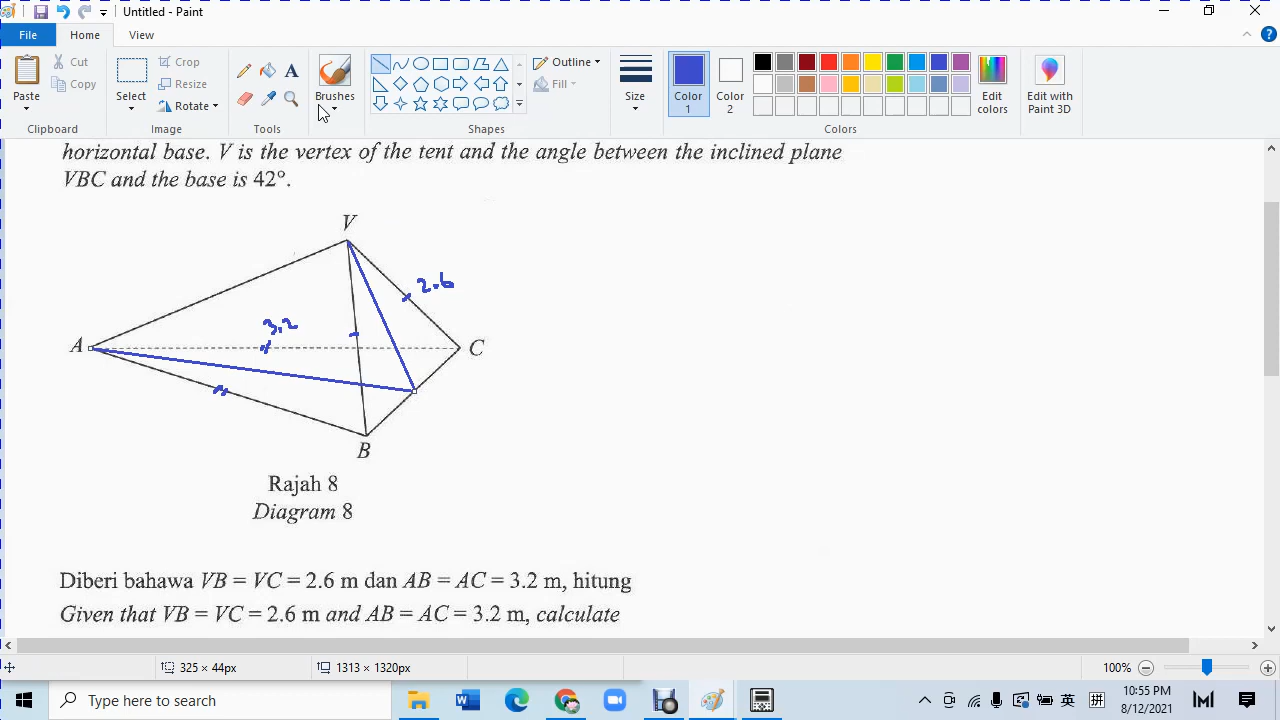 Untitled - Paint
File
Home
View
Paste
Cut
Copy
Clipboard
Select
Crop
Resize
Rotate
Image
A
Tools
Brushes
Shapes
Outline
Fill
Size
Color
1
Color
2
Edit
colors
Colors
Edit with
Paint 3D
horizontal base. V is the vertex of the tent and the angle between the inclined plane
VBC and the base is 42°.
V
2.6
3.2
A
C
B
Rajah 8
Diagram 8
Diberi bahawa VB = VC = 2.6 m dan AB = AC = 3.2 m, hitung
Given that VB = VC = 2.6 m and AB = AC = 3.2 m, calculate
325 × 44px
1313 × 1320px
100%
Type here to search
英
拼
10:55 PM
8/12/2021